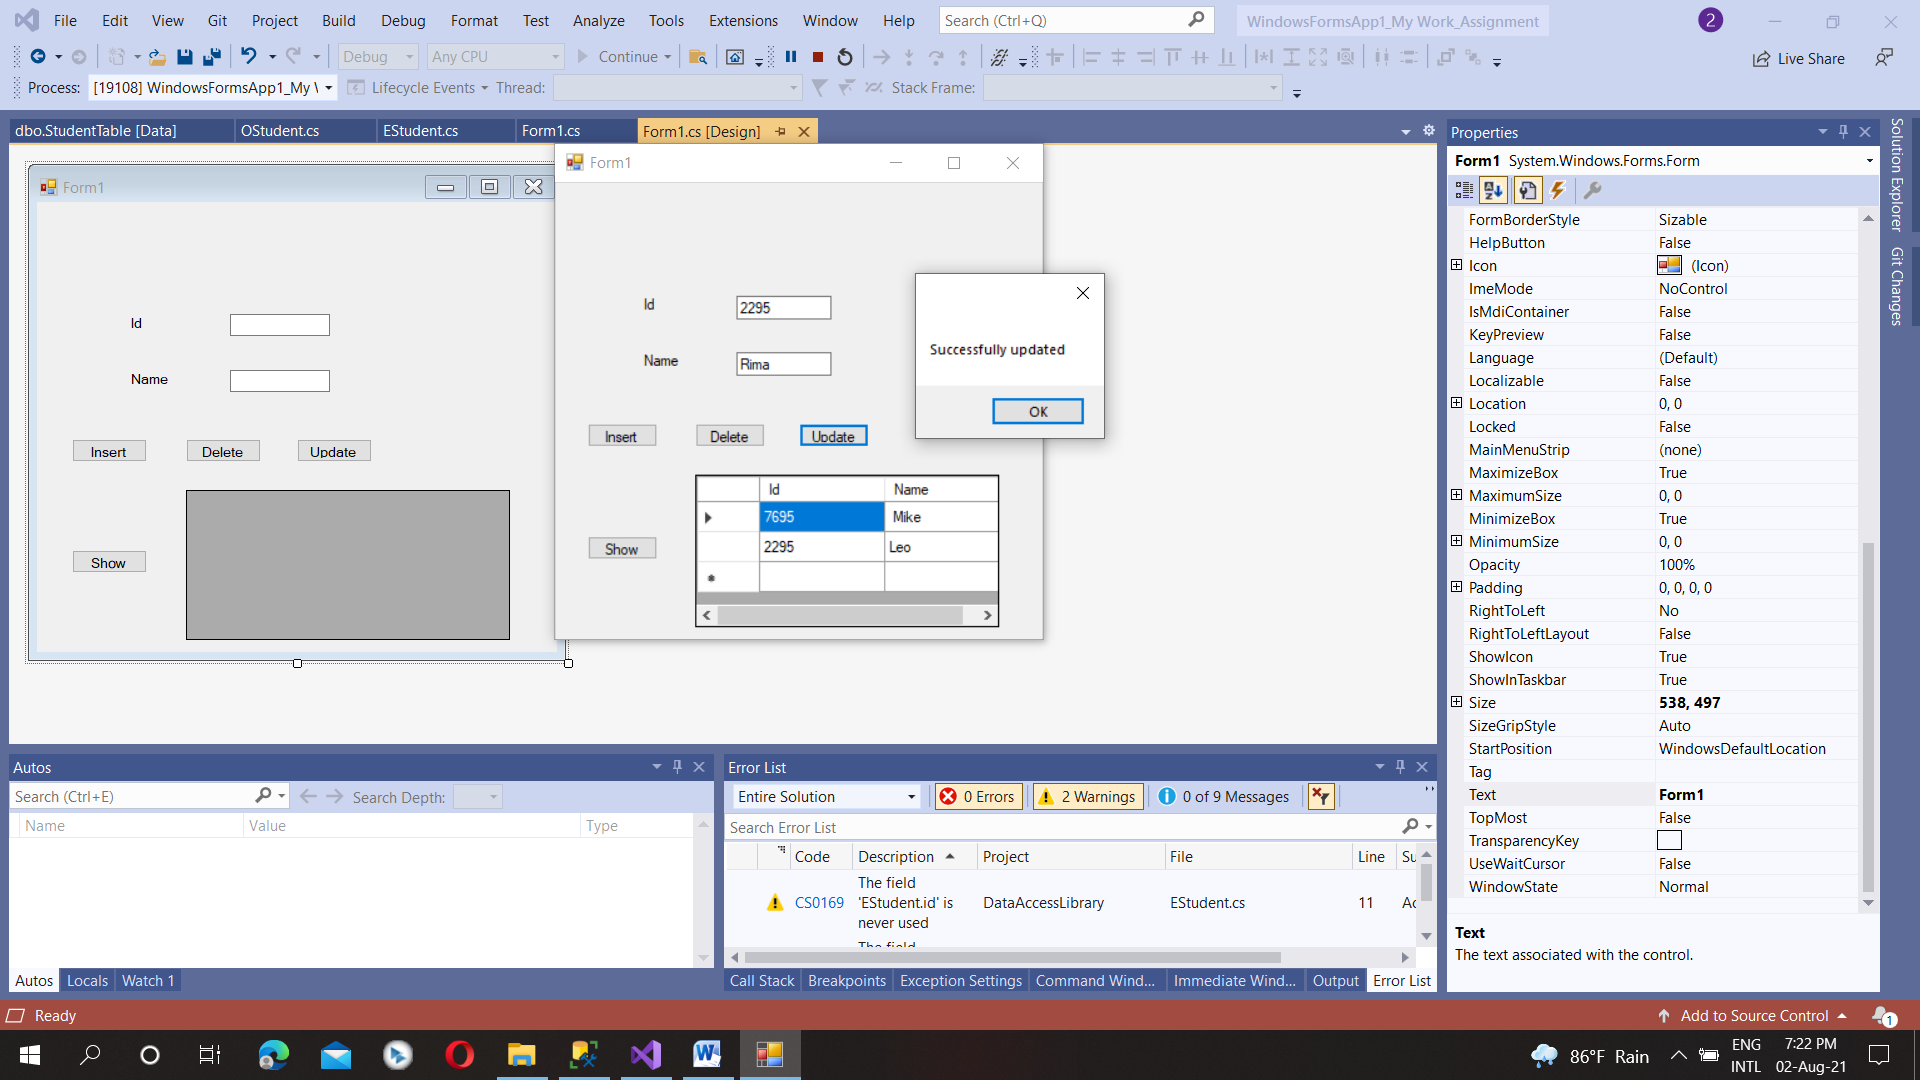 File Edit View Git Project Build Debug Format Test Analyze Tools Extensions Window Help Search (Ctrl+Q) WindowsFormsApp1_My Work_Assignment 2
Debug Any CPU Continue Live Share
Process: [19108] WindowsFormsApp1_My Lifecycle Events Thread: Stack Frame:
dbo.StudentTable [Data] OStudent.cs EStudent.cs Form1.cs Form1.cs [Design]
Form1
Id
Name
Insert Delete Update
Show
Form1
Id 2295
Name Rima
Insert Delete Update
Show
Id Name
7695 Mike
2295 Leo
Successfully updated
OK
Properties
Form1 System.Windows.Forms.Form
FormBorderStyle Sizable
HelpButton False
Icon (Icon)
ImeMode NoControl
IsMdiContainer False
KeyPreview False
Language (Default)
Localizable False
Location 0, 0
Locked False
MainMenuStrip (none)
MaximizeBox True
MaximumSize 0, 0
MinimizeBox True
MinimumSize 0, 0
Opacity 100%
Padding 0, 0, 0, 0
RightToLeft No
RightToLeftLayout False
ShowIcon True
ShowInTaskbar True
Size 538, 497
SizeGripStyle Auto
StartPosition WindowsDefaultLocation
Tag
Text Form1
TopMost False
TransparencyKey
UseWaitCursor False
WindowState Normal
Text
The text associated with the control.
Solution Explorer
Git Changes
Autos
Search (Ctrl+E) Search Depth:
Name Value Type
Autos Locals Watch 1
Error List
Entire Solution 0 Errors 2 Warnings 0 of 9 Messages
Search Error List
Code Description Project File Line Su
CS0169 The field DataAccessLibrary EStudent.cs 11 Ac
'EStudent.id' is
never used
The field
Call Stack Breakpoints Exception Settings Command Wind... Immediate Wind... Output Error List
Ready Add to Source Control 1
86°F Rain ENG INTL 7:22 PM 02-Aug-21